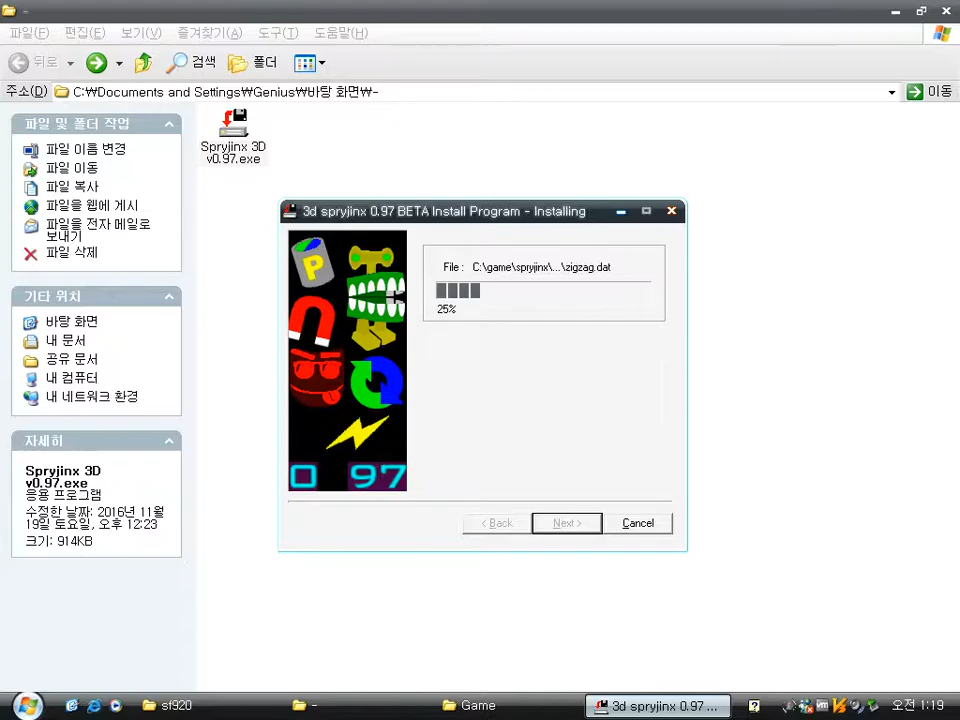 -
파일(F) 편집(E) 보기(V) 즐겨찾기(A) 도구(T) 도움말(H)
뒤로 검색 폴더
주소(D) C:₩Documents and Settings₩Genius₩바탕 화면₩- 이동
파일 및 폴더 작업
파일 이름 변경
파일 이동
파일 복사
파일을 웹에 게시
파일을 전자 메일로
보내기
파일 삭제
기타 위치
바탕 화면
내 문서
공유 문서
내 컴퓨터
내 네트워크 환경
자세히
Spryjinx 3D
v0.97.exe
응용 프로그램
수정한 날짜: 2016년 11월
19일 토요일, 오후 12:23
크기: 914KB
Spryjinx 3D
v0.97.exe
3d spryjinx 0.97 BETA Install Program - Installing
P
0 97
File : C:\game\spryjinx\...\zigzag.dat
25%
< Back Next > Cancel
sf920 - Game 3d spryjinx 0.97 ... 오전 1:19